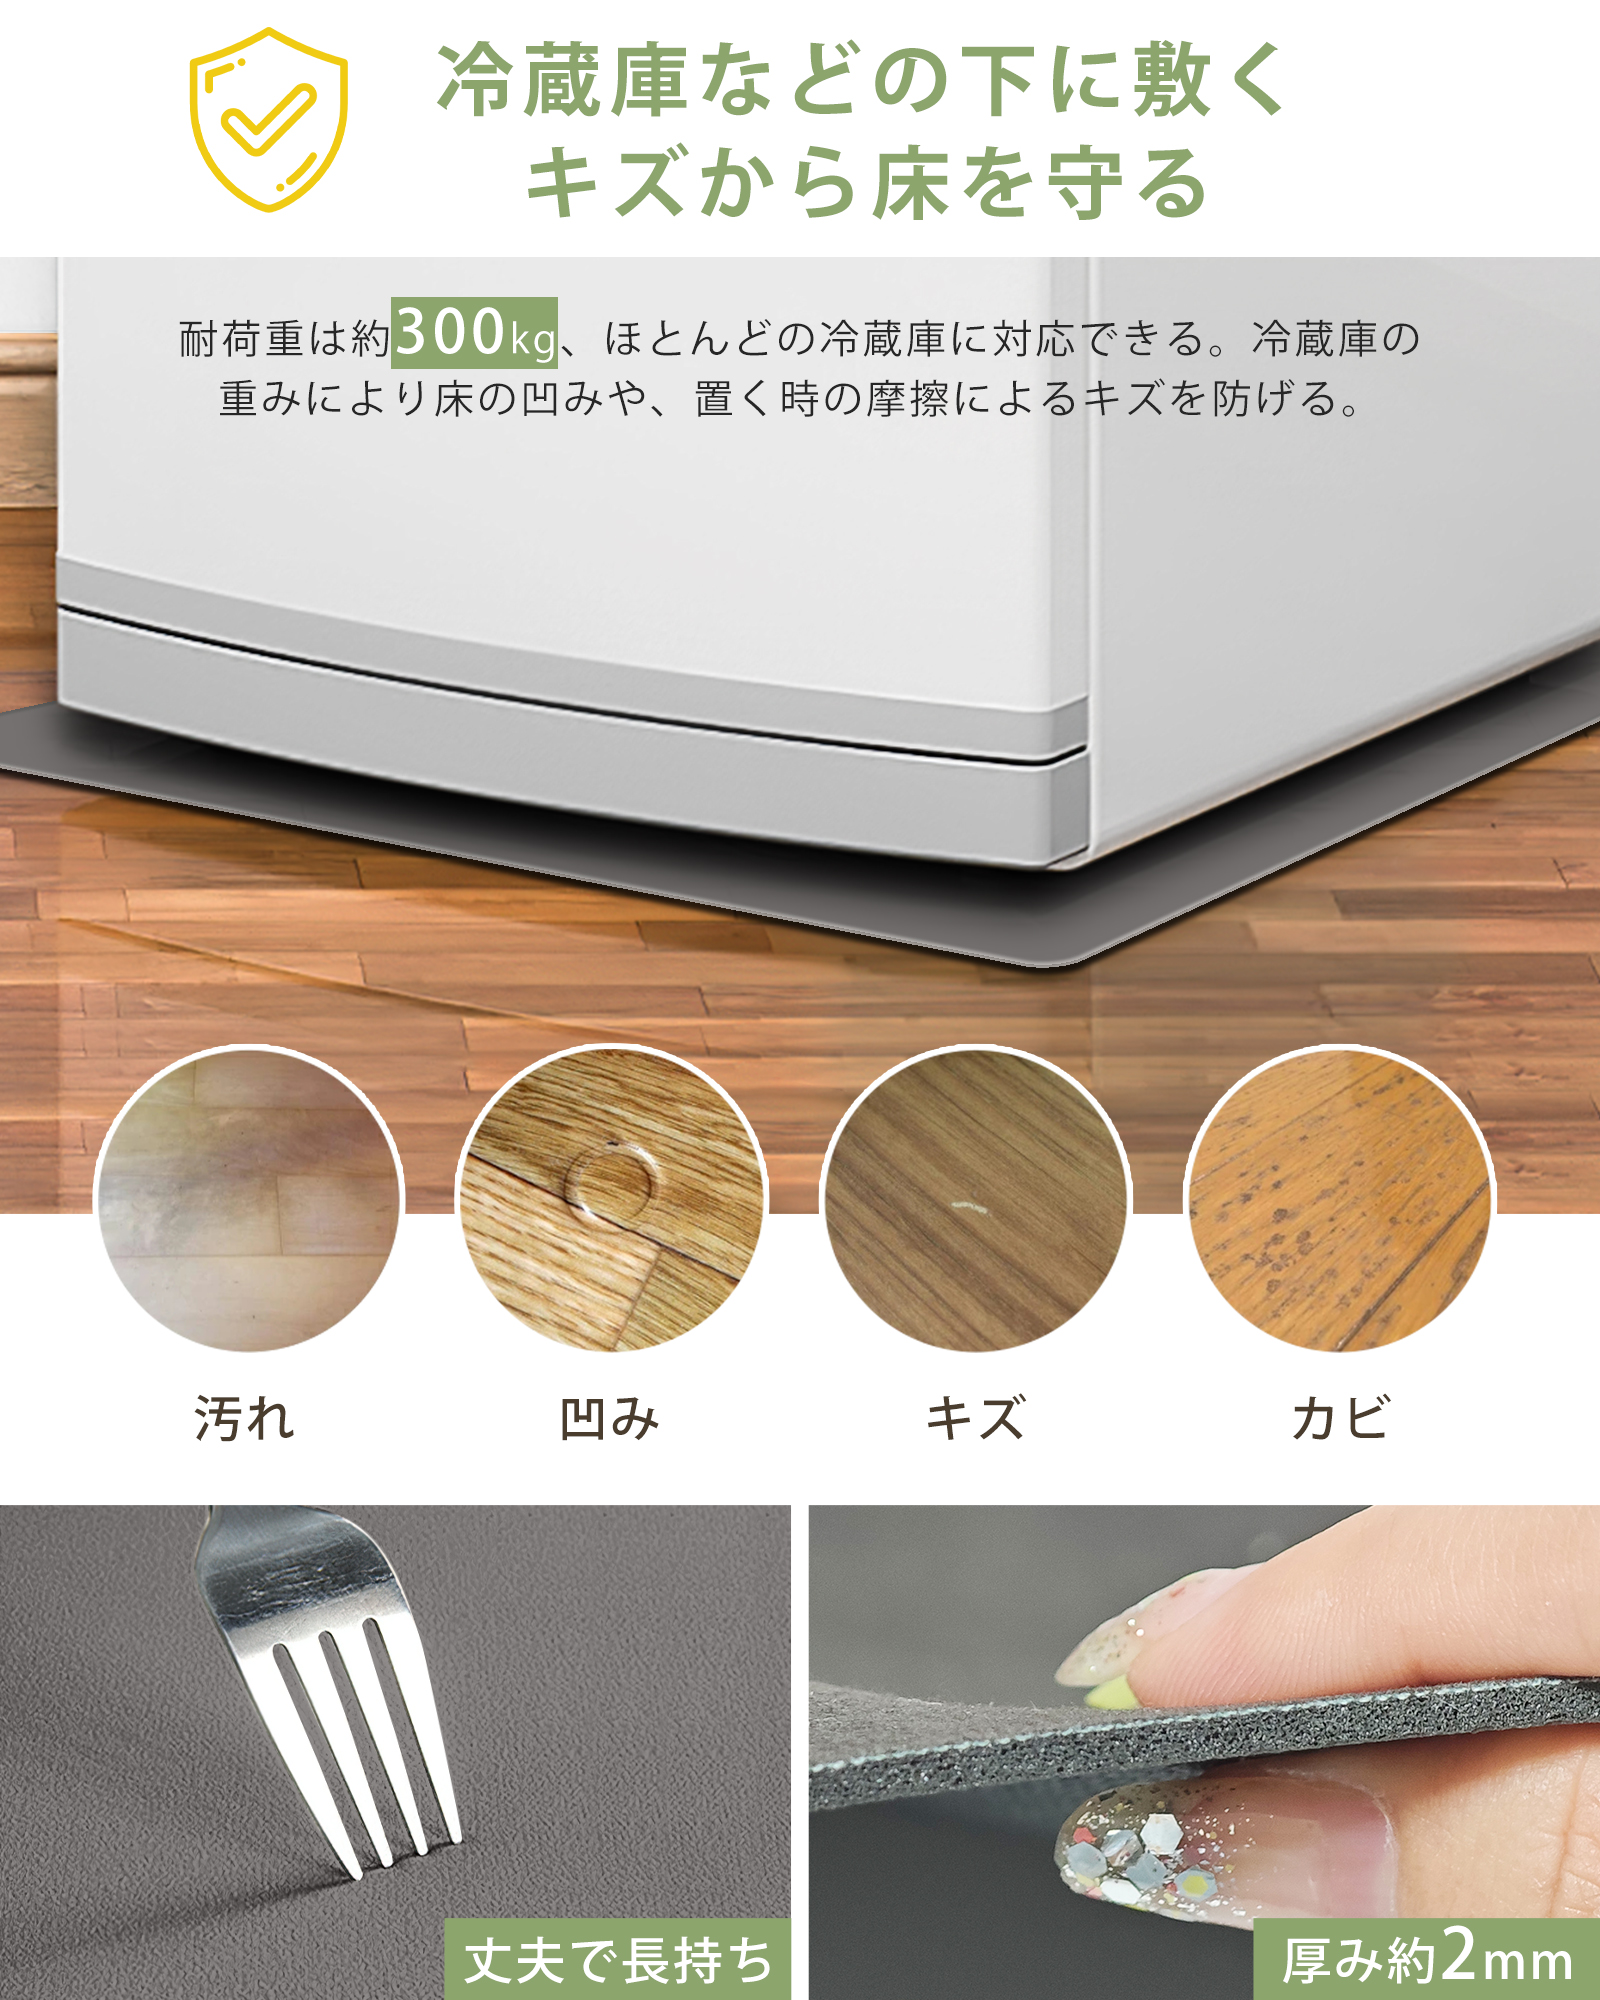 冷蔵庫などの下に敷く
キズから床を守る
耐荷重は約300kg、ほとんどの冷蔵庫に対応できる。冷蔵庫の
重みにより床の凹みや、置く時の摩擦によるキズを防げる。
汚れ
凹み
キズ
カビ
丈夫で長持ち
厚み約2mm